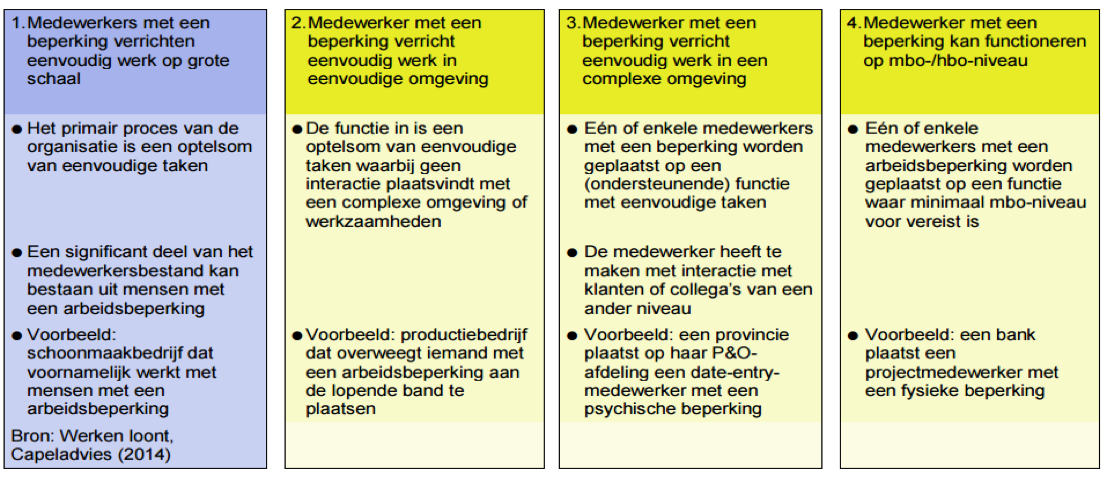 1.Medewerkers met een
beperking verrichten
eenvoudig werk op grote
schaal
● Het primair proces van de
organisatie is een optelsom
van eenvoudige taken
● Een significant deel van het
medewerkersbestand kan
bestaan uit mensen met
een arbeidsbeperking
● Voorbeeld:
schoonmaakbedrijf dat
voornamelijk werkt met
mensen met een
arbeidsbeperking
Bron: Werken loont,
Capeladvies (2014)
2.Medewerker met een
beperking verricht
eenvoudig werk in
eenvoudige omgeving
● De functie in is een
optelsom van eenvoudige
taken waarbij geen
interactie plaatsvindt met
een complexe omgeving of
werkzaamheden
● Voorbeeld: productiebedrijf
dat overweegt iemand met
een arbeidsbeperking aan
de lopende band te
plaatsen
3.Medewerker met een
beperking verricht
eenvoudig werk in een
complexe omgeving
● Eén of enkele medewerkers
met een beperking worden
geplaatst op een
(ondersteunende) functie
met eenvoudige taken
● De medewerker heeft te
maken met interactie met
klanten of collega's van een
ander niveau
● Voorbeeld: een provincie
plaatst op haar P&O-
afdeling een date-entry-
medewerker met een
psychische beperking
4.Medewerker met een
beperking kan functioneren
op mbo-/hbo-niveau
● Eén of enkele
medewerkers met een
arbeidsbeperking worden
geplaatst op een functie
waar minimaal mbo-niveau
voor vereist is
● Voorbeeld: een bank
plaatst een
projectmedewerker met
een fysieke beperking